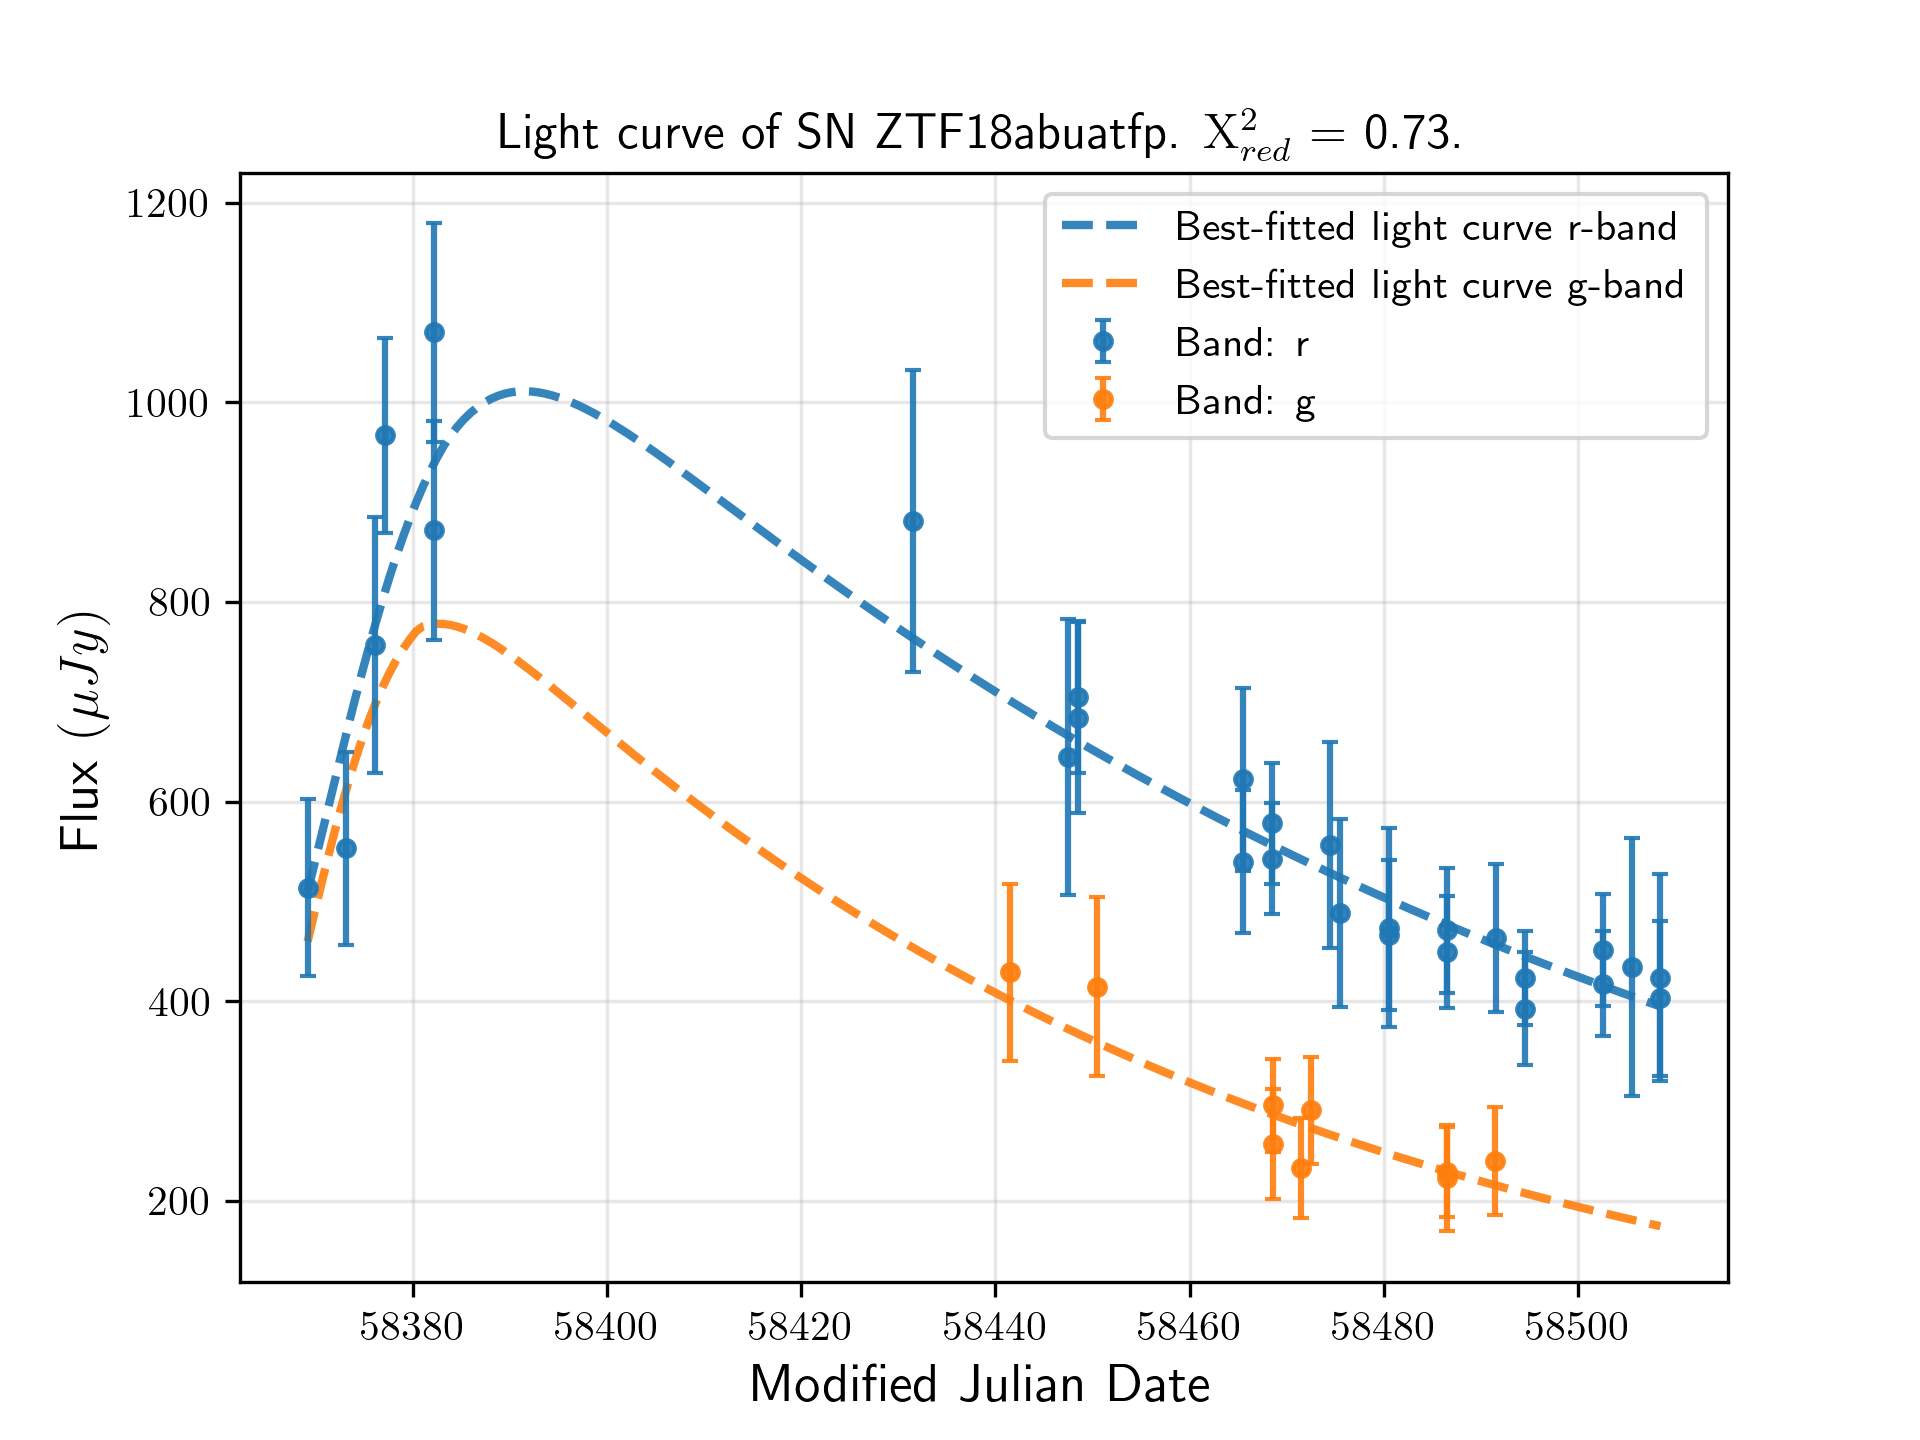 Light curve of SN ZTF18abuatfp. X²_red = 0.73.
1200
1000
800
600
400
200
Flux (μJy)
Best-fitted light curve r-band
Best-fitted light curve g-band
Band: r
Band: g
58380 58400 58420 58440 58460 58480 58500
Modified Julian Date